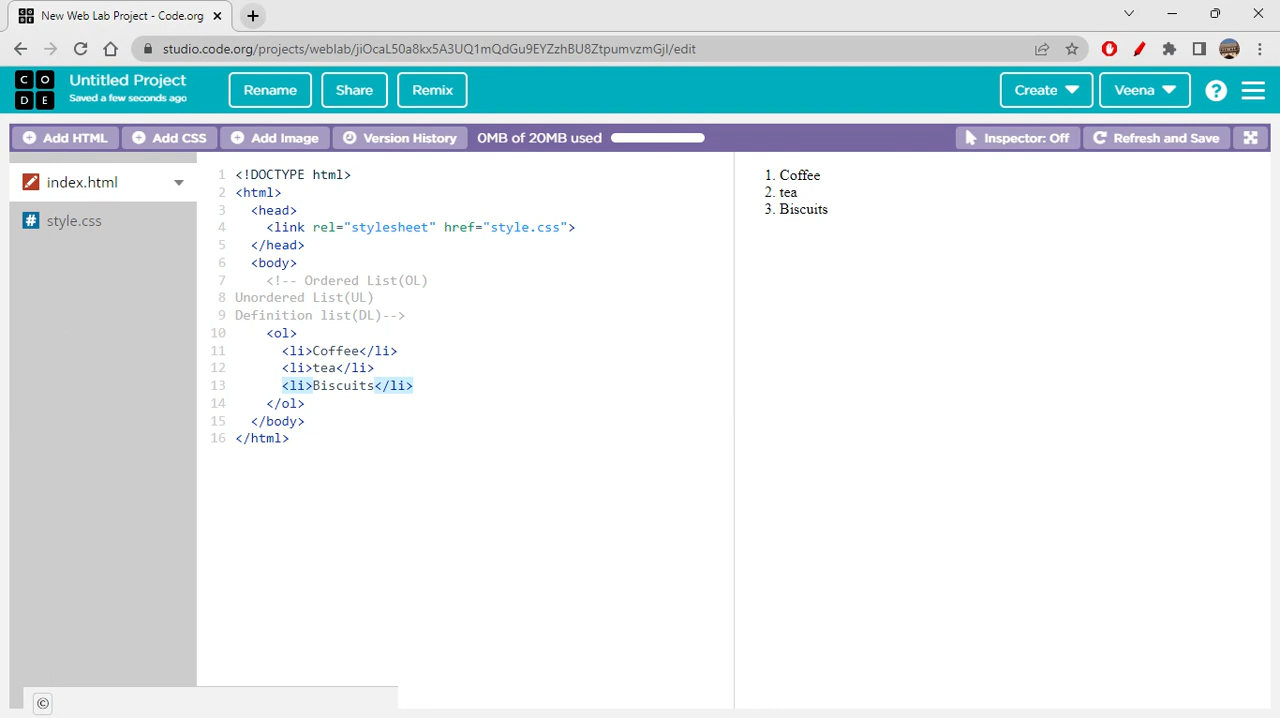 New Web Lab Project - Code.org
studio.code.org/projects/weblab/jiOcaL50a8kx5A3UQ1mQdGu9EYZzhBU8ZtpumvzmGjI/edit
C O D E
Untitled Project
Saved a few seconds ago
Rename
Share
Remix
Create
Veena
?
Add HTML
Add CSS
Add Image
Version History
0MB of 20MB used
Inspector: Off
Refresh and Save
index.html
# style.css
1 <!DOCTYPE html>
2 <html>
3 <head>
4 <link rel="stylesheet" href="style.css">
5 </head>
6 <body>
7 <!-- Ordered List(OL)
8 Unordered List(UL)
9 Definition list(DL)-->
10 <ol>
11 <li>Coffee</li>
12 <li>tea</li>
13 <li>Biscuits</li>
14 </ol>
15 </body>
16 </html>
1. Coffee
2. tea
3. Biscuits
©